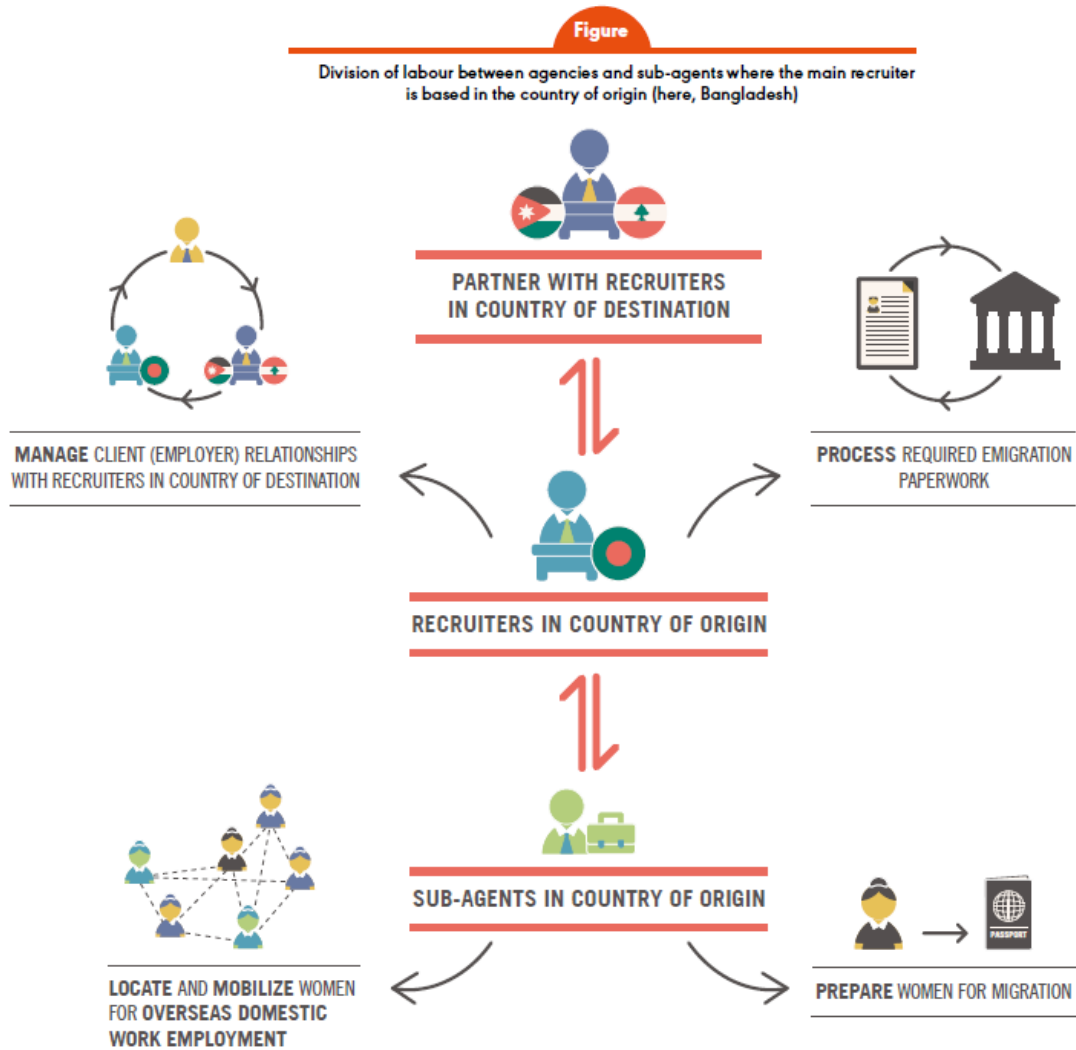 Figure
Division of labour between agencies and sub-agents where the main recruiter
is based in the country of origin (here, Bangladesh)
PARTNER WITH RECRUITERS
IN COUNTRY OF DESTINATION
MANAGE CLIENT (EMPLOYER) RELATIONSHIPS
WITH RECRUITERS IN COUNTRY OF DESTINATION
PROCESS REQUIRED EMIGRATION
PAPERWORK
RECRUITERS IN COUNTRY OF ORIGIN
SUB-AGENTS IN COUNTRY OF ORIGIN
LOCATE AND MOBILIZE WOMEN
FOR OVERSEAS DOMESTIC
WORK EMPLOYMENT
PASSPORT
PREPARE WOMEN FOR MIGRATION